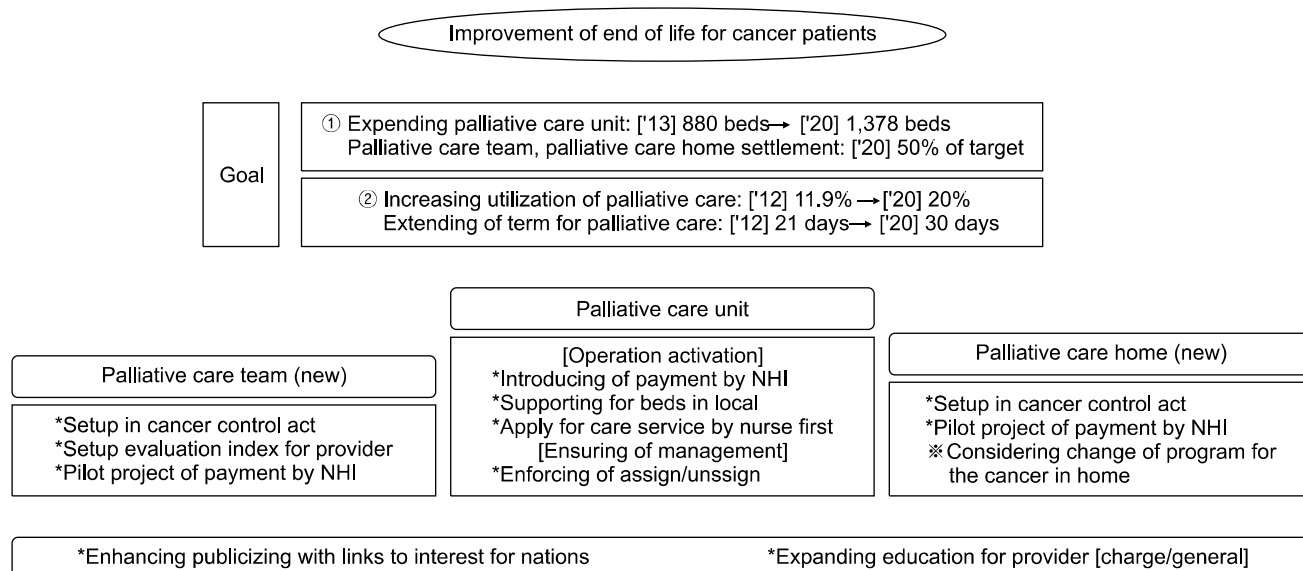 Improvement of end of life for cancer patients
Goal
① Expending palliative care unit: ['13] 880 beds→ ['20] 1,378 beds
Palliative care team, palliative care home settlement: ['20] 50% of target
② Increasing utilization of palliative care: ['12] 11.9% →['20] 20%
Extending of term for palliative care: ['12] 21 days→ ['20] 30 days
Palliative care team (new)
*Setup in cancer control act
*Setup evaluation index for provider
*Pilot project of payment by NHI
Palliative care unit
[Operation activation]
*Introducing of payment by NHI
*Supporting for beds in local
*Apply for care service by nurse first
[Ensuring of management]
*Enforcing of assign/unssign
Palliative care home (new)
*Setup in cancer control act
*Pilot project of payment by NHI
※ Considering change of program for
the cancer in home
*Enhancing publicizing with links to interest for nations
*Expanding education for provider [charge/general]